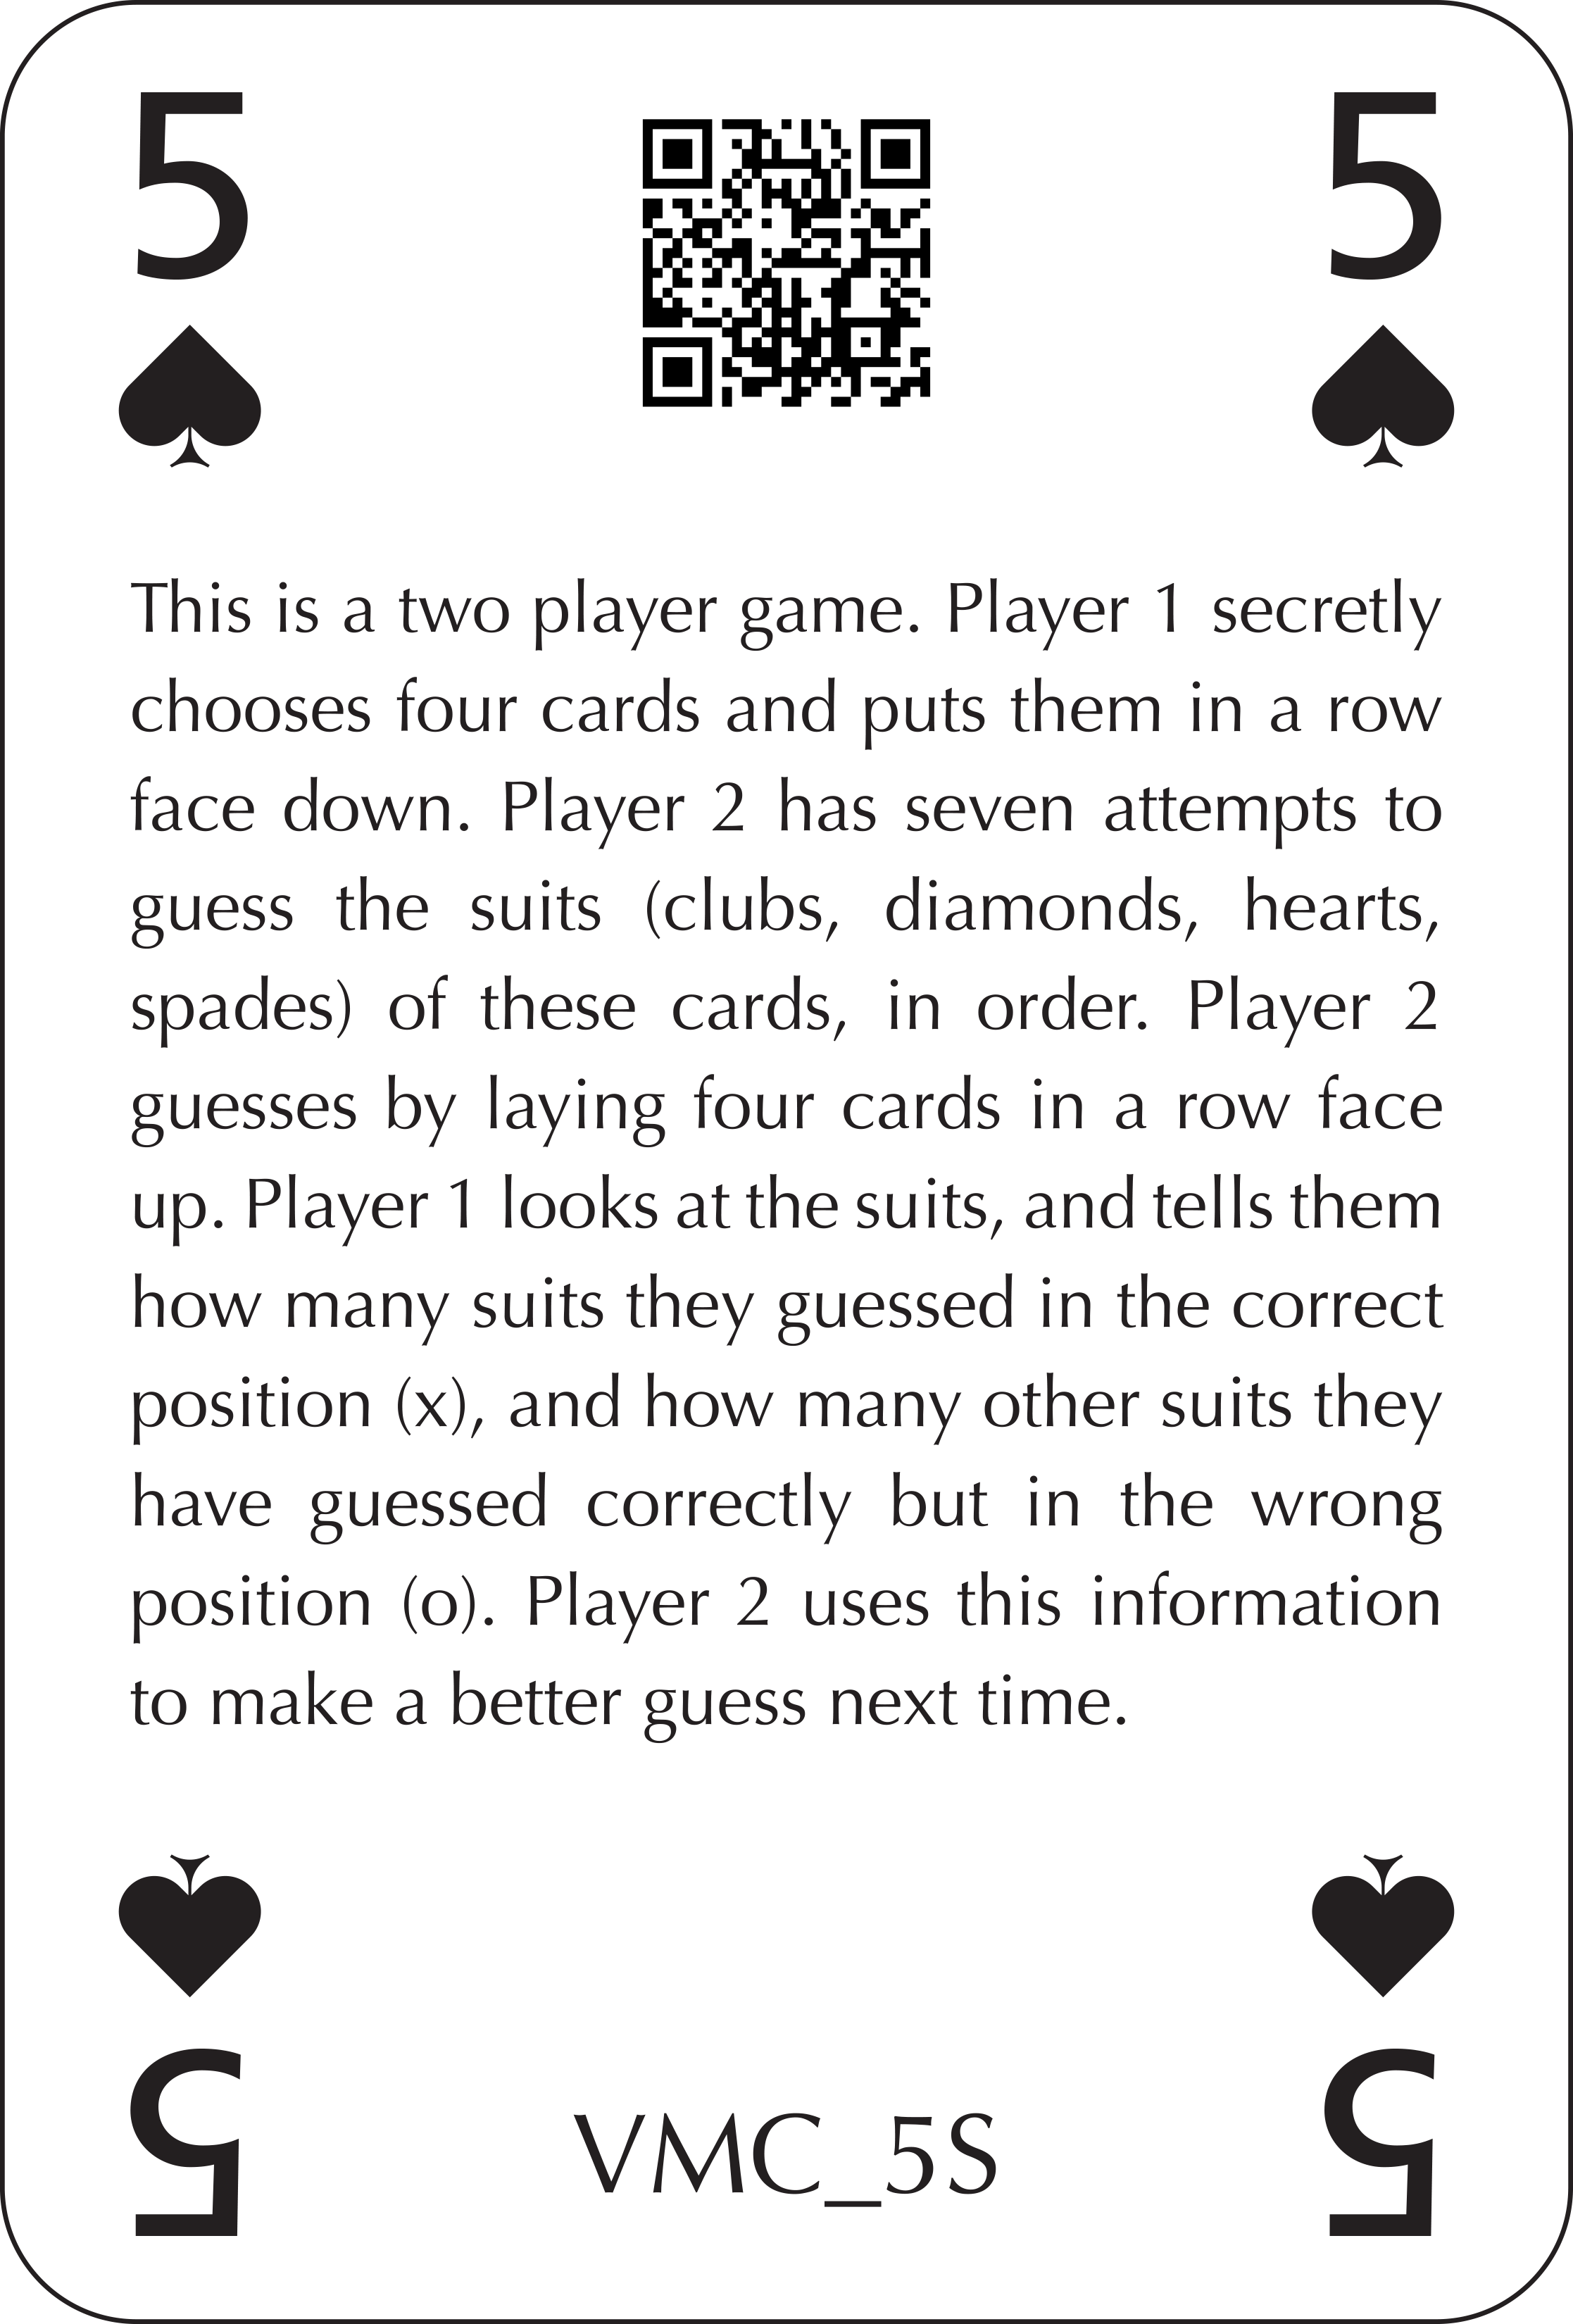 5 5
This is a two player game. Player 1 secretly
chooses four cards and puts them in a row
face down. Player 2 has seven attempts to
guess the suits (clubs, diamonds, hearts,
spades) of these cards, in order. Player 2
guesses by laying four cards in a row face
up. Player 1 looks at the suits, and tells them
how many suits they guessed in the correct
position (x), and how many other suits they
have guessed correctly but in the wrong
position (o). Player 2 uses this information
to make a better guess next time.
5 VMC_5S 5